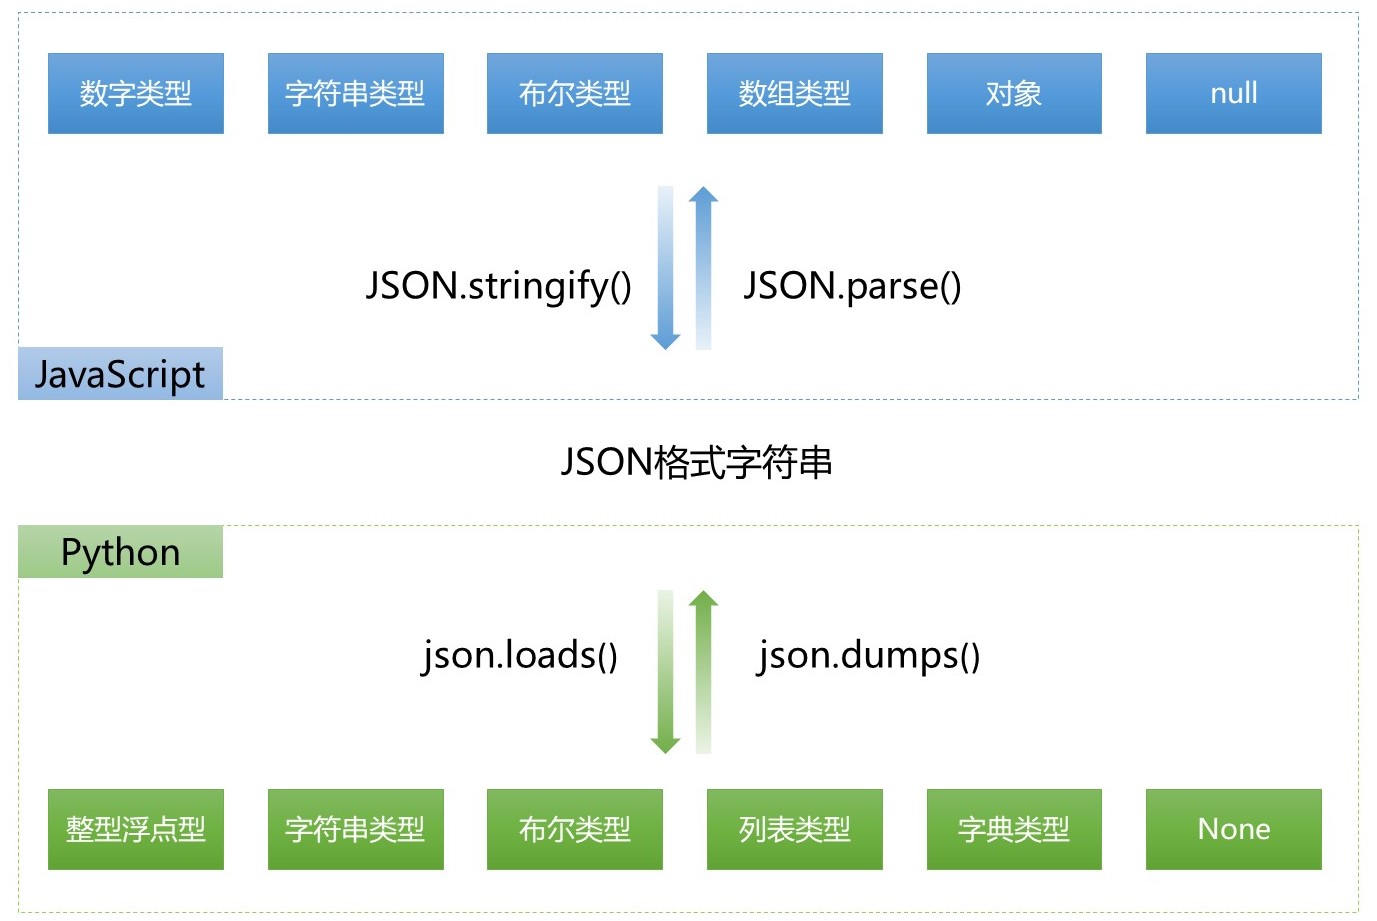 数字类型 字符串类型 布尔类型 数组类型 对象 null
JSON.stringify() JSON.parse()
JavaScript
JSON格式字符串
Python
json.loads() json.dumps()
整型浮点型 字符串类型 布尔类型 列表类型 字典类型 None